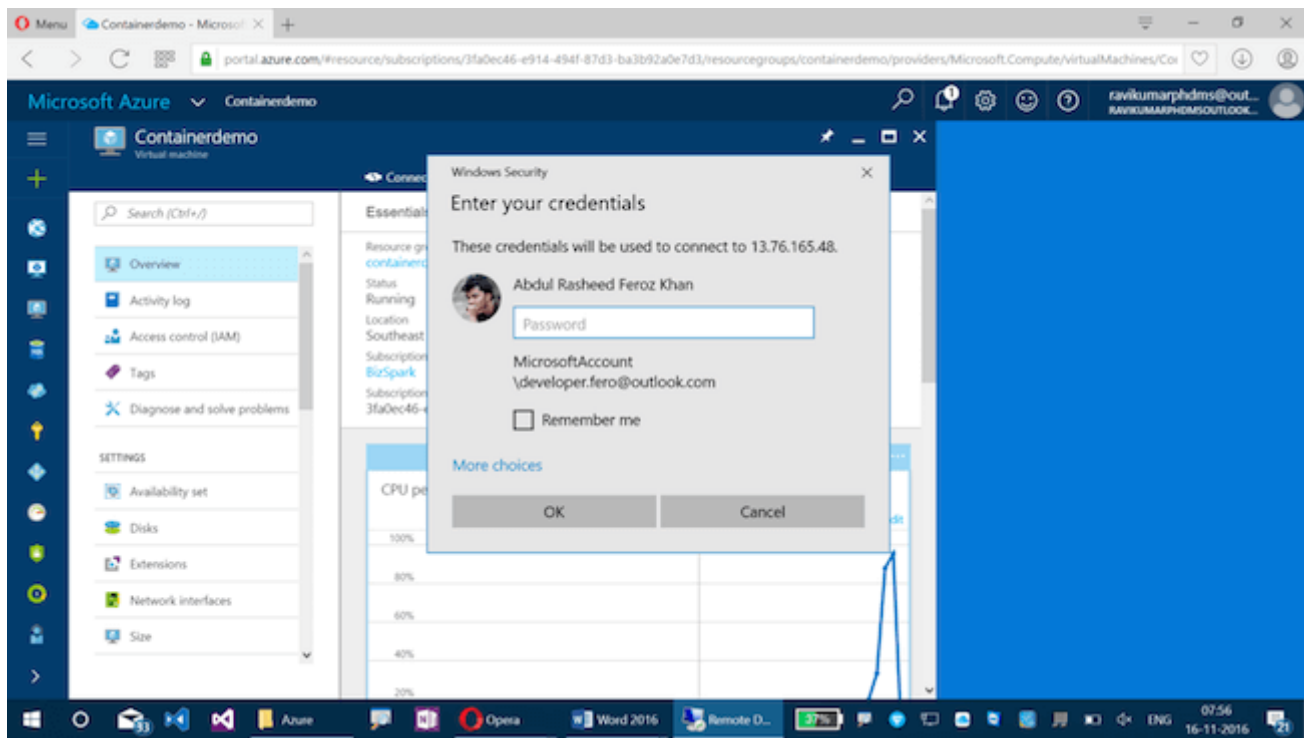 Menu
Containerdemo - Microsof
portal.azure.com/#resource/subscriptions/3fa0ec46-e914-494f-87d3-ba3b92a0e7d3/resourcegroups/containerdemo/providers/Microsoft.Compute/virtualMachines/Co
Microsoft Azure Containerdemo
1
ravikumarphdms@out...
RAVIKUMARPHDMSOUTLOOK...
Containerdemo
Virtual machine
Connec
Search (Ctrl+/)
Overview
Activity log
Access control (IAM)
Tags
Diagnose and solve problems
SETTINGS
Availability set
Disks
Extensions
Network interfaces
Size
Essentials
Resource gr
containerd
Status
Running
Location
Southeast
Subscription
BizSpark
Subscription
3fa0ec46-e
CPU pe
dit
100%
80%
60%
40%
20%
Windows Security
Enter your credentials
These credentials will be used to connect to 13.76.165.48.
Abdul Rasheed Feroz Khan
Password
MicrosoftAccount
\developer.fero@outlook.com
Remember me
More choices
OK Cancel
93 Azure Opera Word 2016 Remote D... 37% ENG 07:56
16-11-2016
21